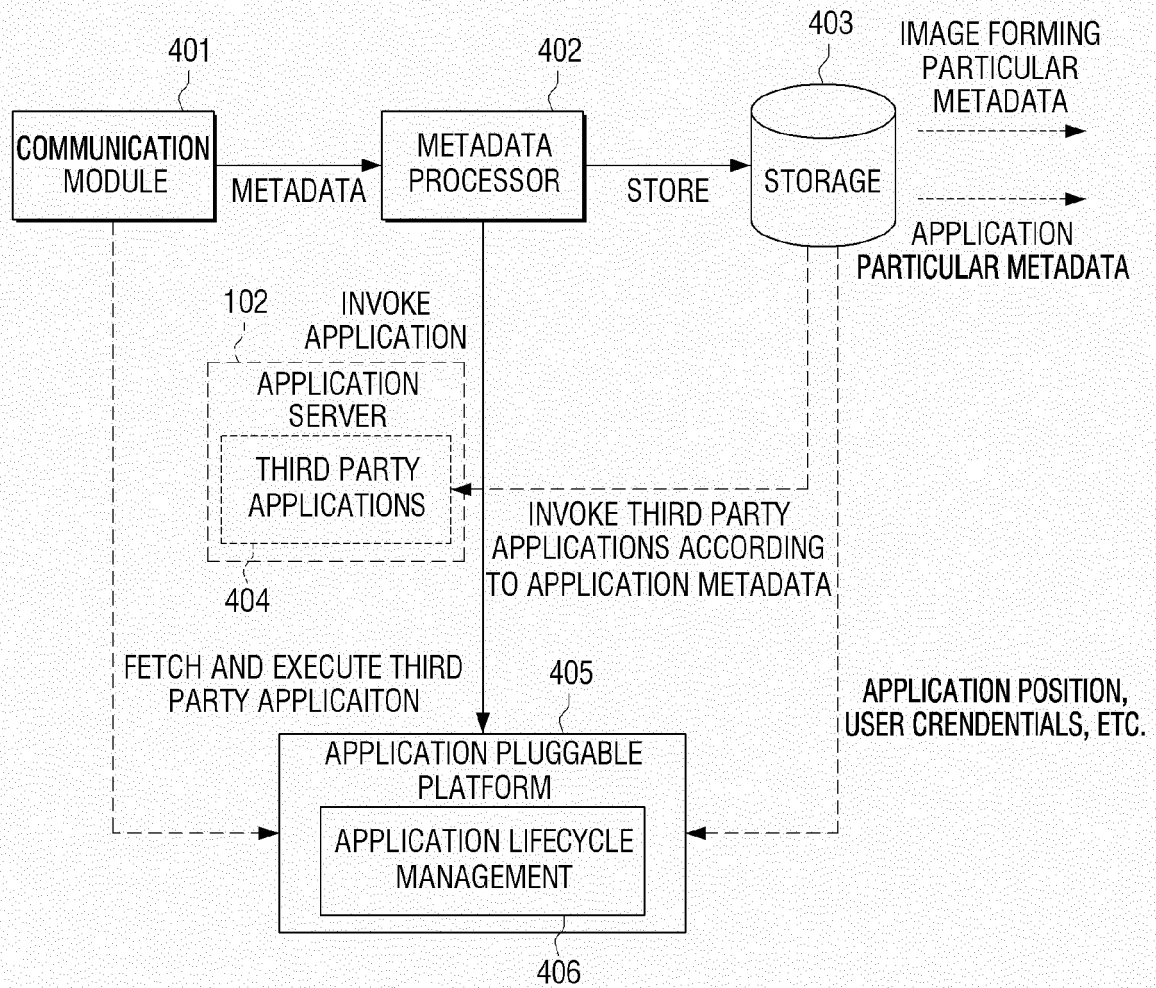 401
402
403
IMAGE FORMING
PARTICULAR
METADATA
COMMUNICATION
MODULE
METADATA
METADATA
PROCESSOR
STORE
STORAGE
APPLICATION
PARTICULAR METADATA
102
INVOKE
APPLICATION
APPLICATION
SERVER
THIRD PARTY
APPLICATIONS
404
INVOKE THIRD PARTY
APPLICATIONS ACCORDING
TO APPLICATION METADATA
FETCH AND EXECUTE THIRD
PARTY APPLICAITON
405
APPLICATION POSITION,
USER CRENDENTIALS, ETC.
APPLICATION PLUGGABLE
PLATFORM
APPLICATION LIFECYCLE
MANAGEMENT
406